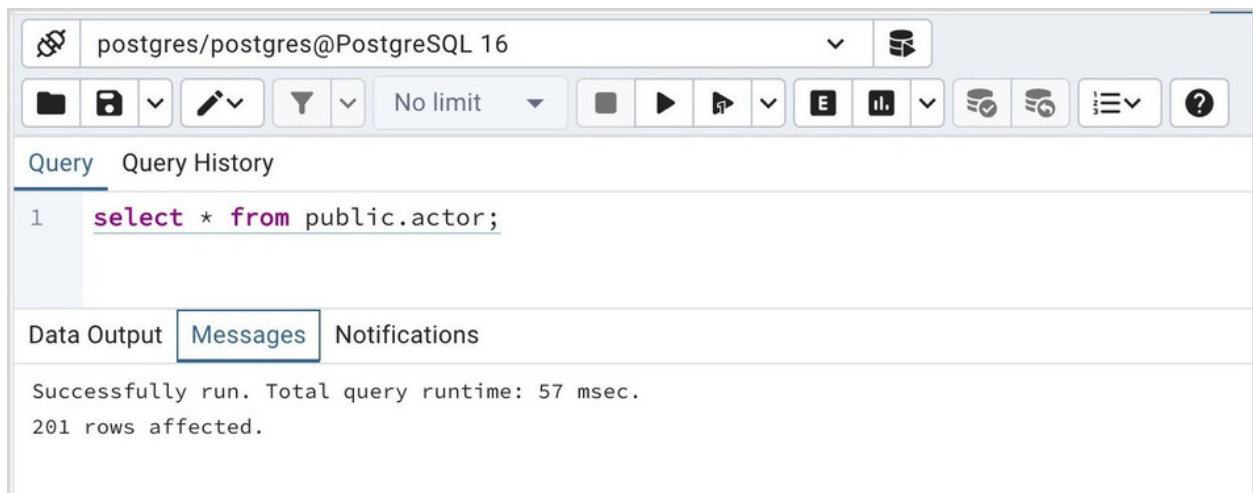 postgres/postgres@PostgreSQL 16
No limit
E
1
Query Query History
1 select * from public.actor;
Data Output Messages Notifications
Successfully run. Total query runtime: 57 msec.
201 rows affected.